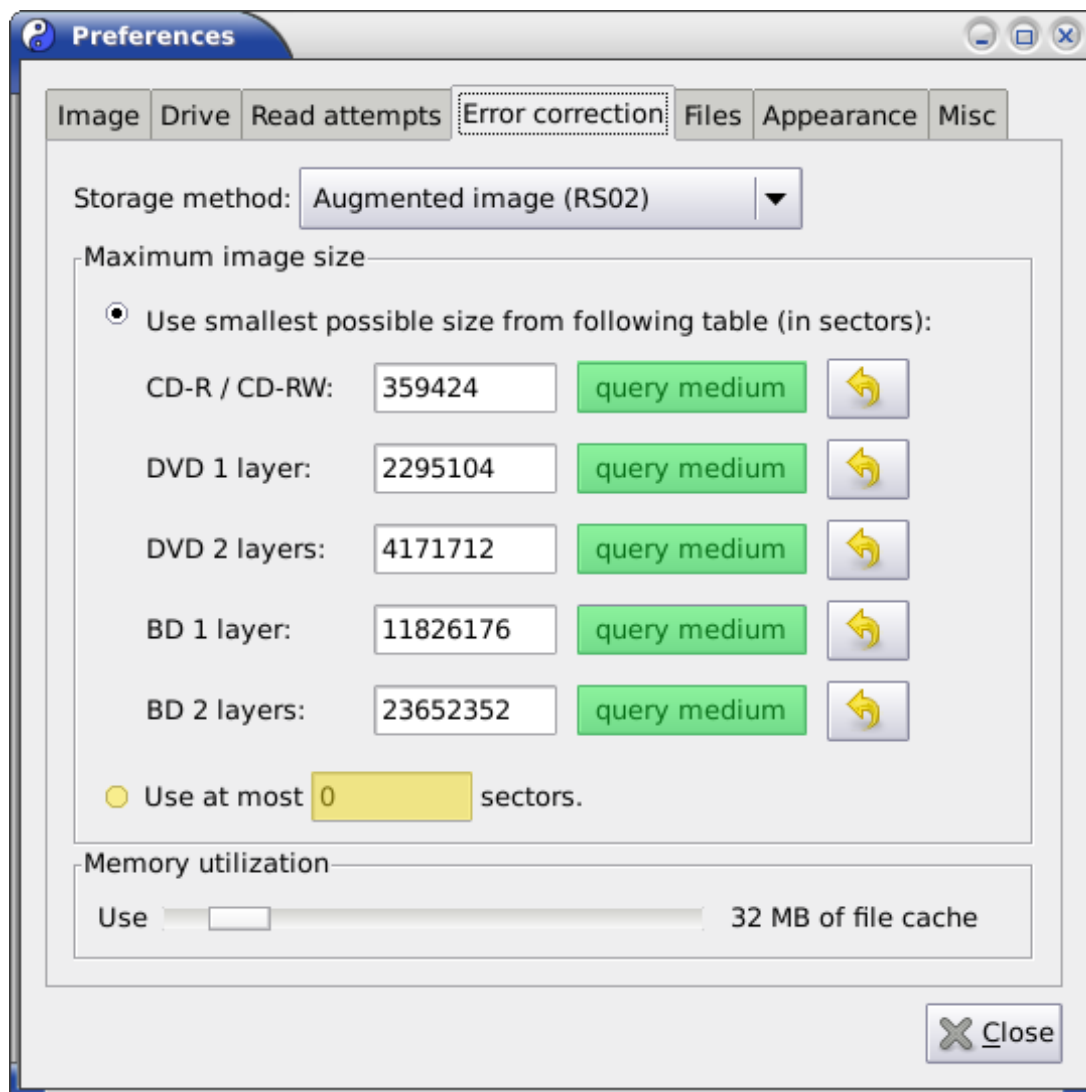 Preferences
Image Drive Read attempts Error correction Files Appearance Misc
Storage method: Augmented image (RS02)
Maximum image size
Use smallest possible size from following table (in sectors):
CD-R / CD-RW: 359424 query medium
DVD 1 layer: 2295104 query medium
DVD 2 layers: 4171712 query medium
BD 1 layer: 11826176 query medium
BD 2 layers: 23652352 query medium
Use at most 0 sectors.
Memory utilization
Use 32 MB of file cache
Close